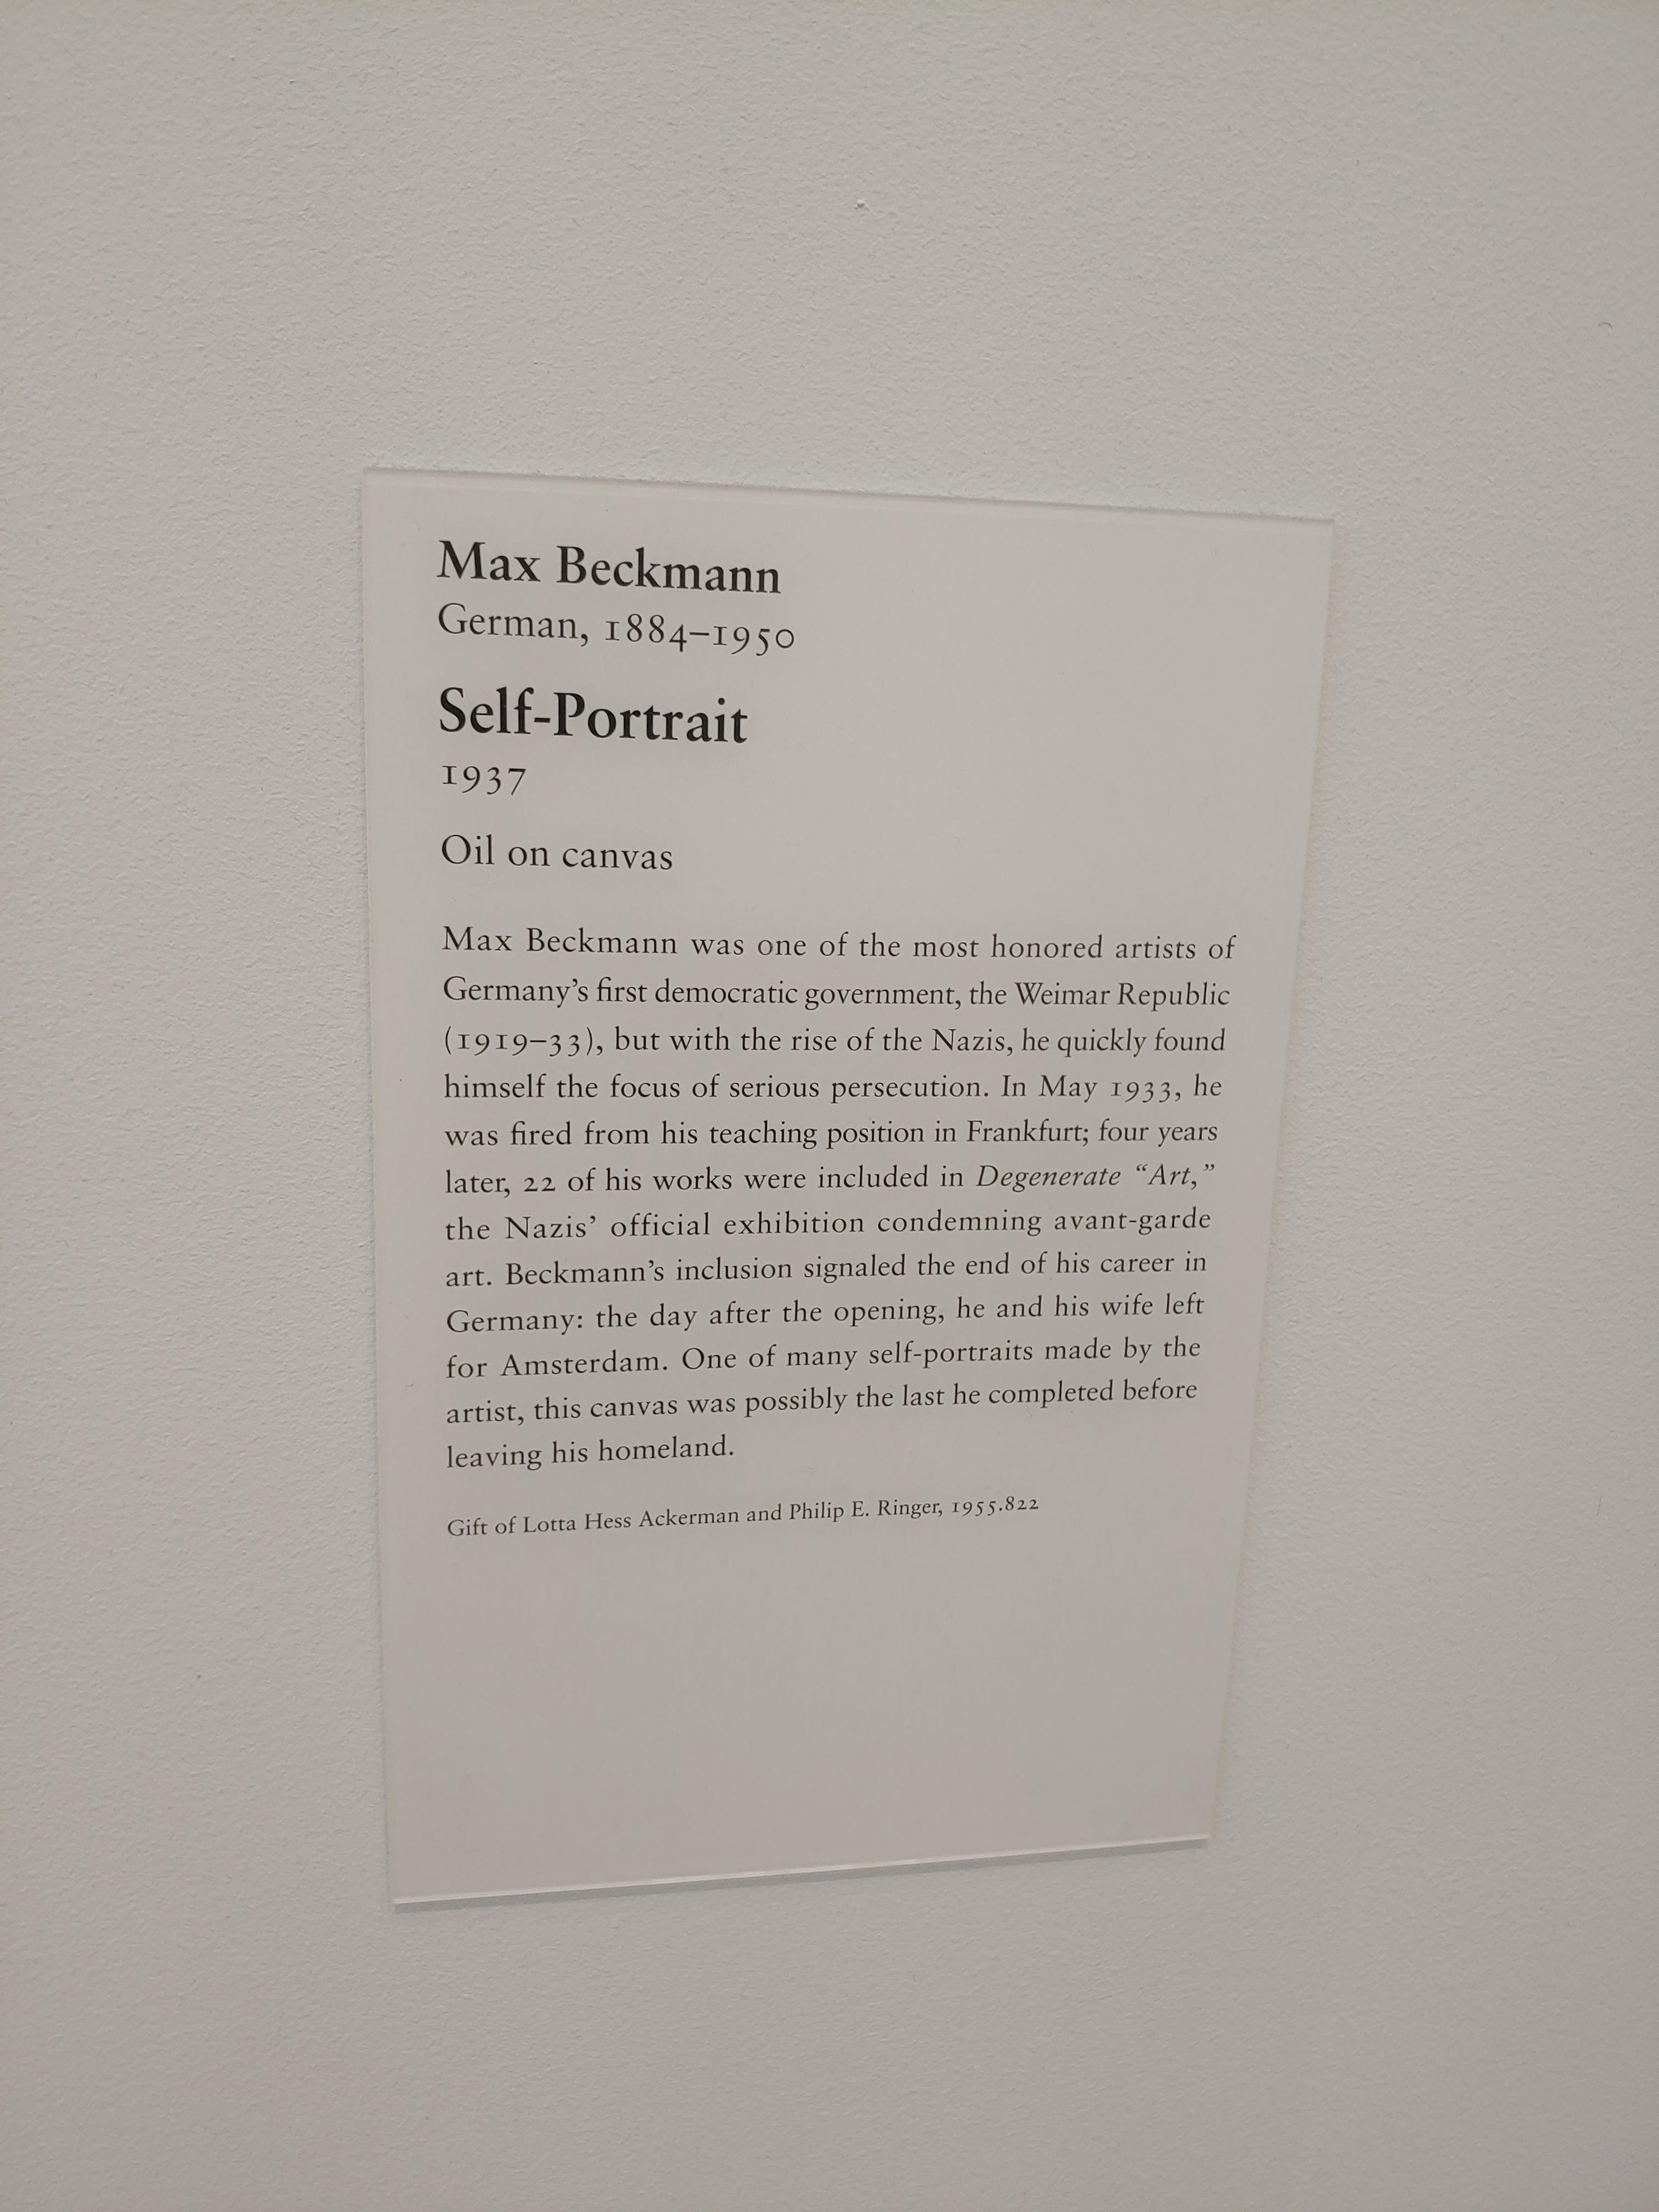 Max Beckmann
German, 1884–1950
Self-Portrait
1937
Oil on canvas
Max Beckmann was one of the most honored artists of
Germany’s first democratic government, the Weimar Republic
(1919–33), but with the rise of the Nazis, he quickly found
himself the focus of serious persecution. In May 1933, he
was fired from his teaching position in Frankfurt; four years
later, 22 of his works were included in Degenerate “Art,”
the Nazis’ official exhibition condemning avant-garde
art. Beckmann’s inclusion signaled the end of his career in
Germany: the day after the opening, he and his wife left
for Amsterdam. One of many self-portraits made by the
artist, this canvas was possibly the last he completed before
leaving his homeland.
Gift of Lotta Hess Ackerman and Philip E. Ringer, 1955.822